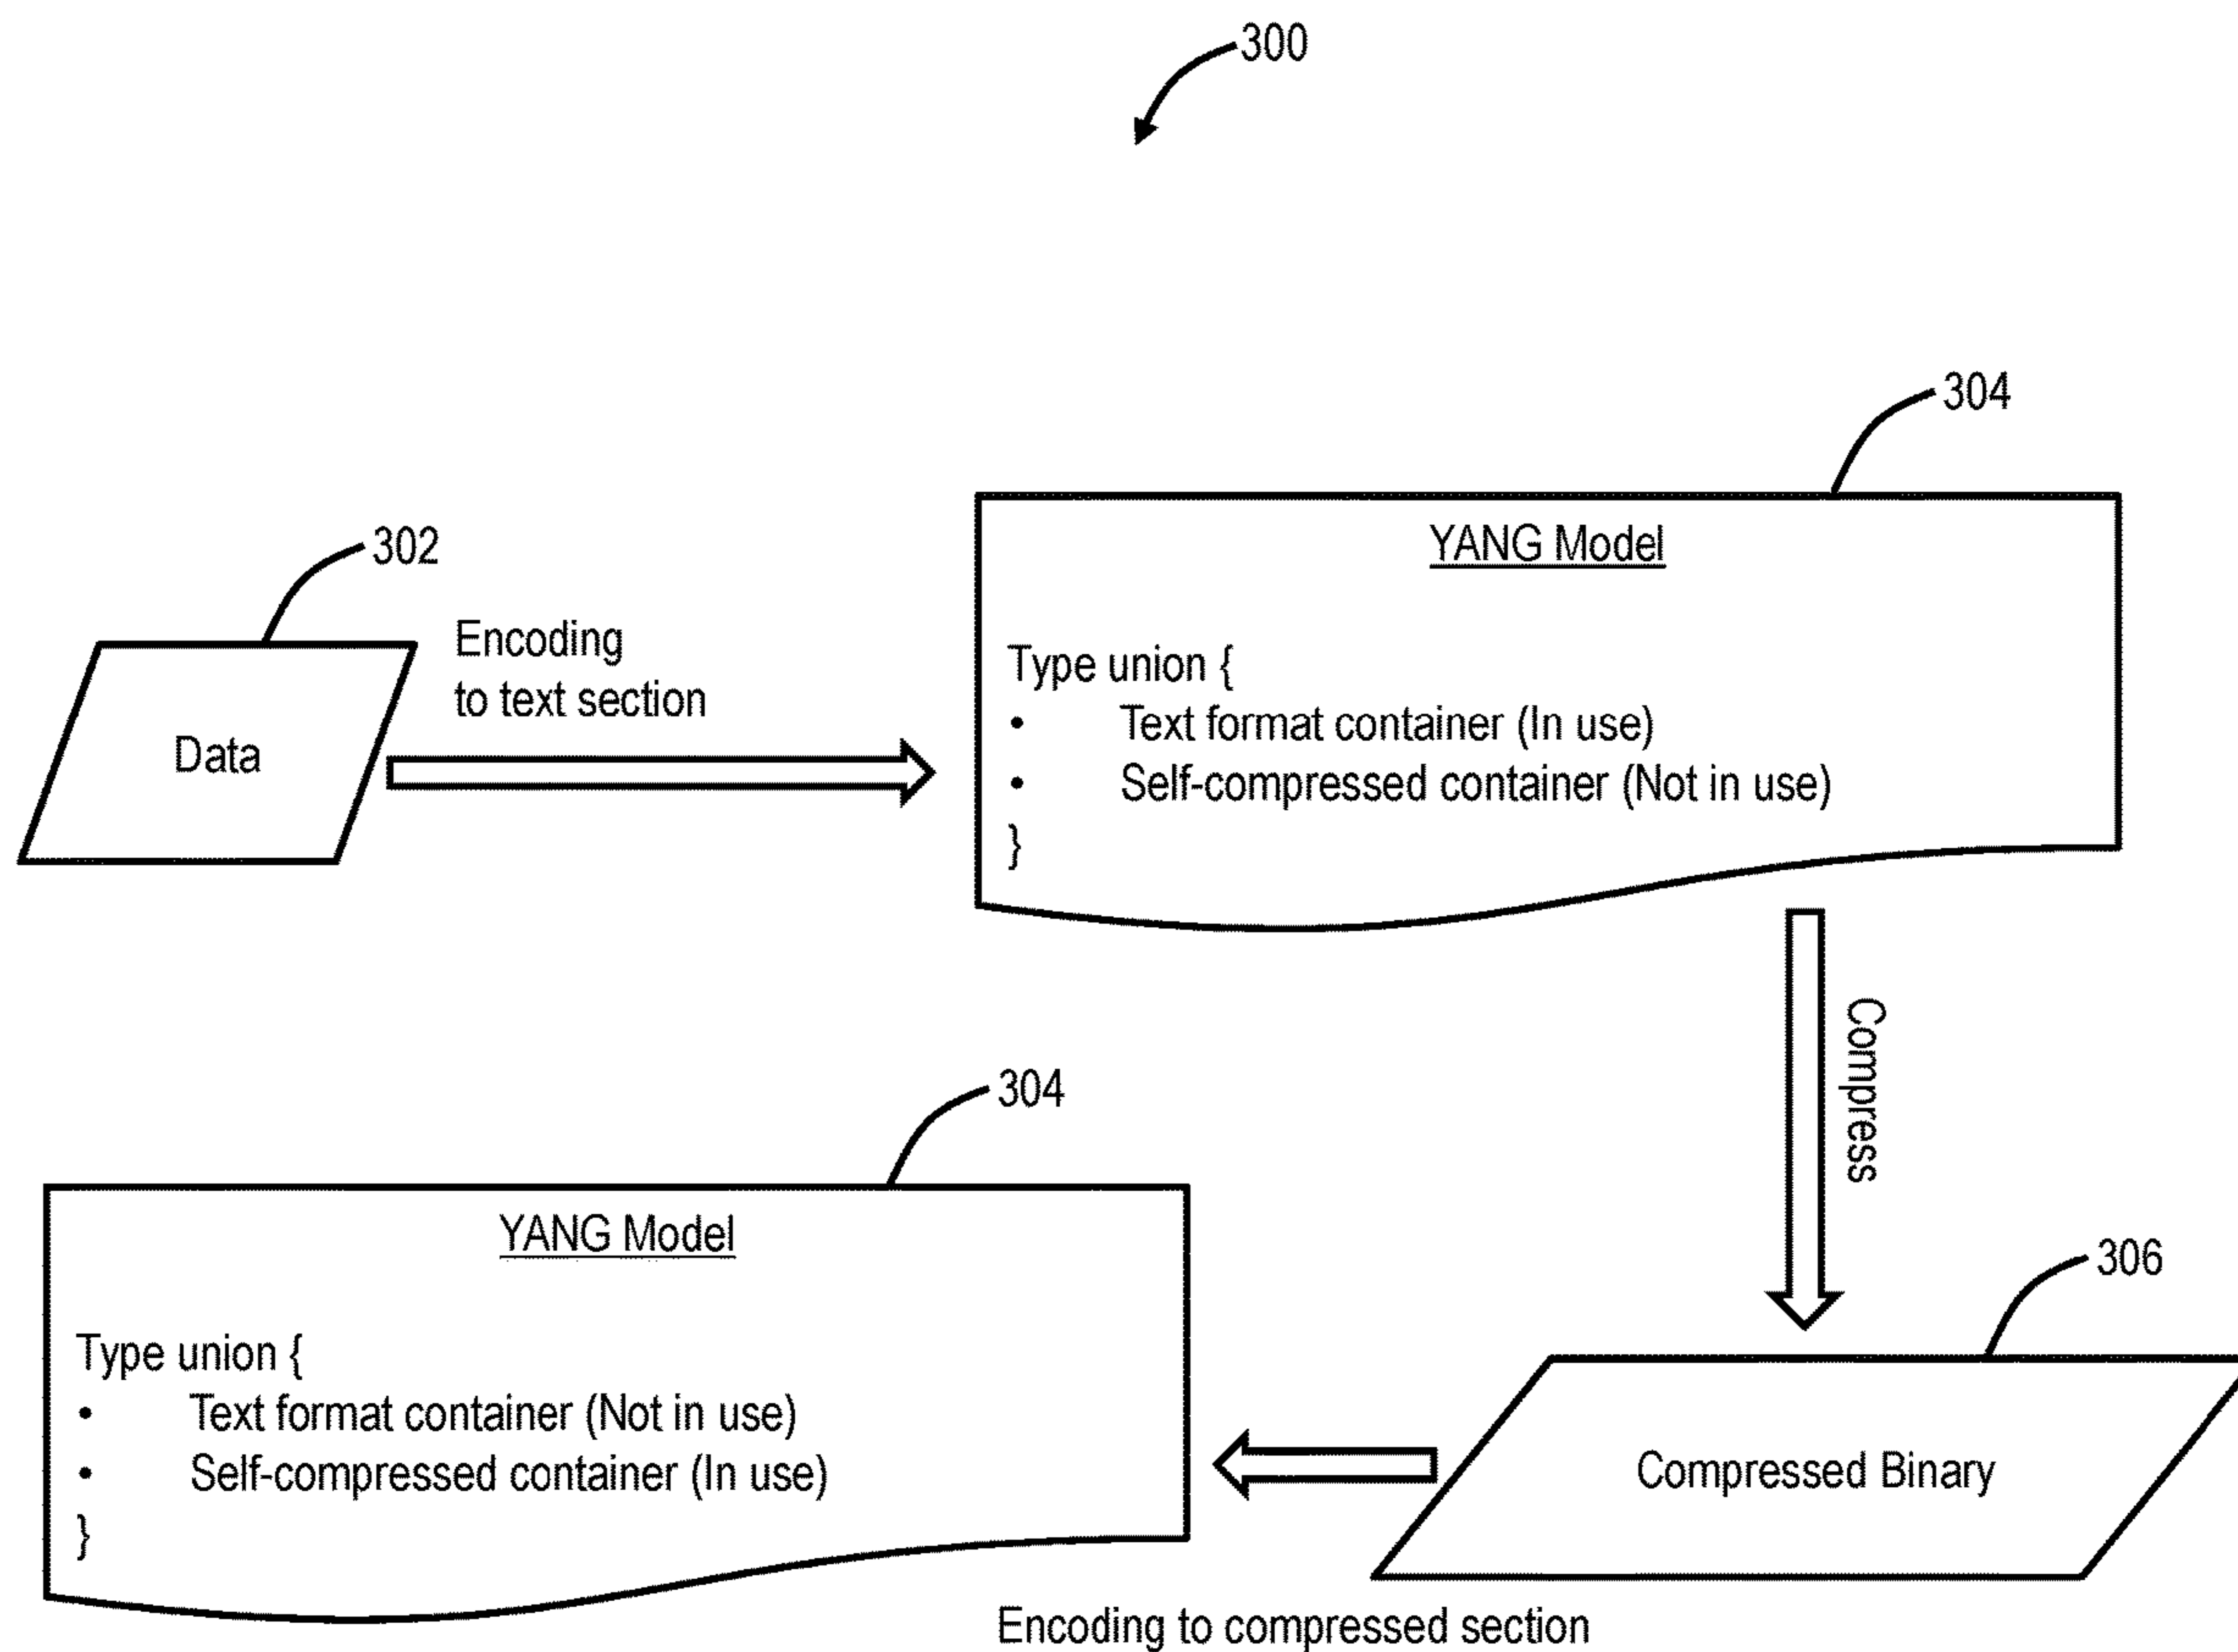 300
304
YANG Model
302
Encoding
to text section
Type union {
• Text format container (In use)
• Self-compressed container (Not in use)
}
Data
Compress
304
YANG Model
306
Type union {
• Text format container (Not in use)
• Self-compressed container (In use)
}
Compressed Binary
Encoding to compressed section